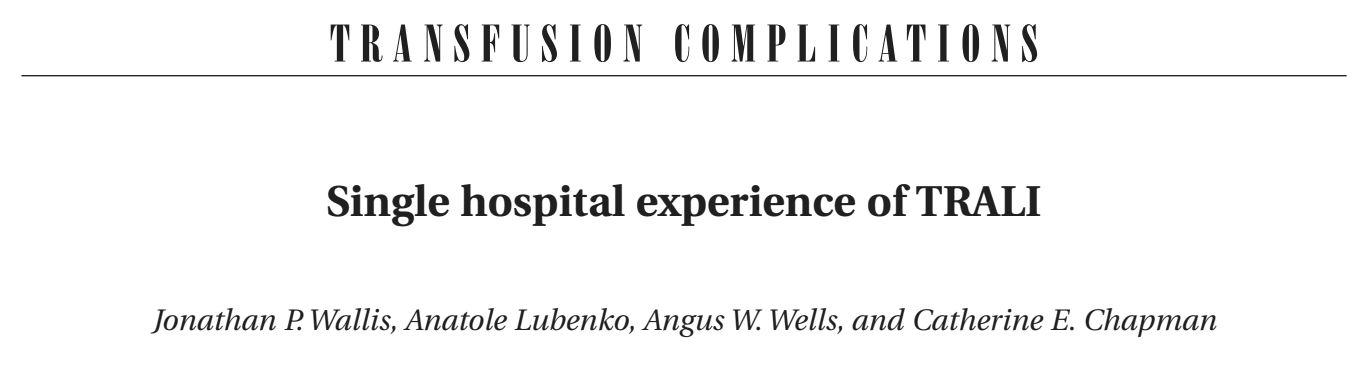 TRANSFUSION COMPLICATIONS
Single hospital experience of TRALI
Jonathan P. Wallis, Anatole Lubenko, Angus W. Wells, and Catherine E. Chapman